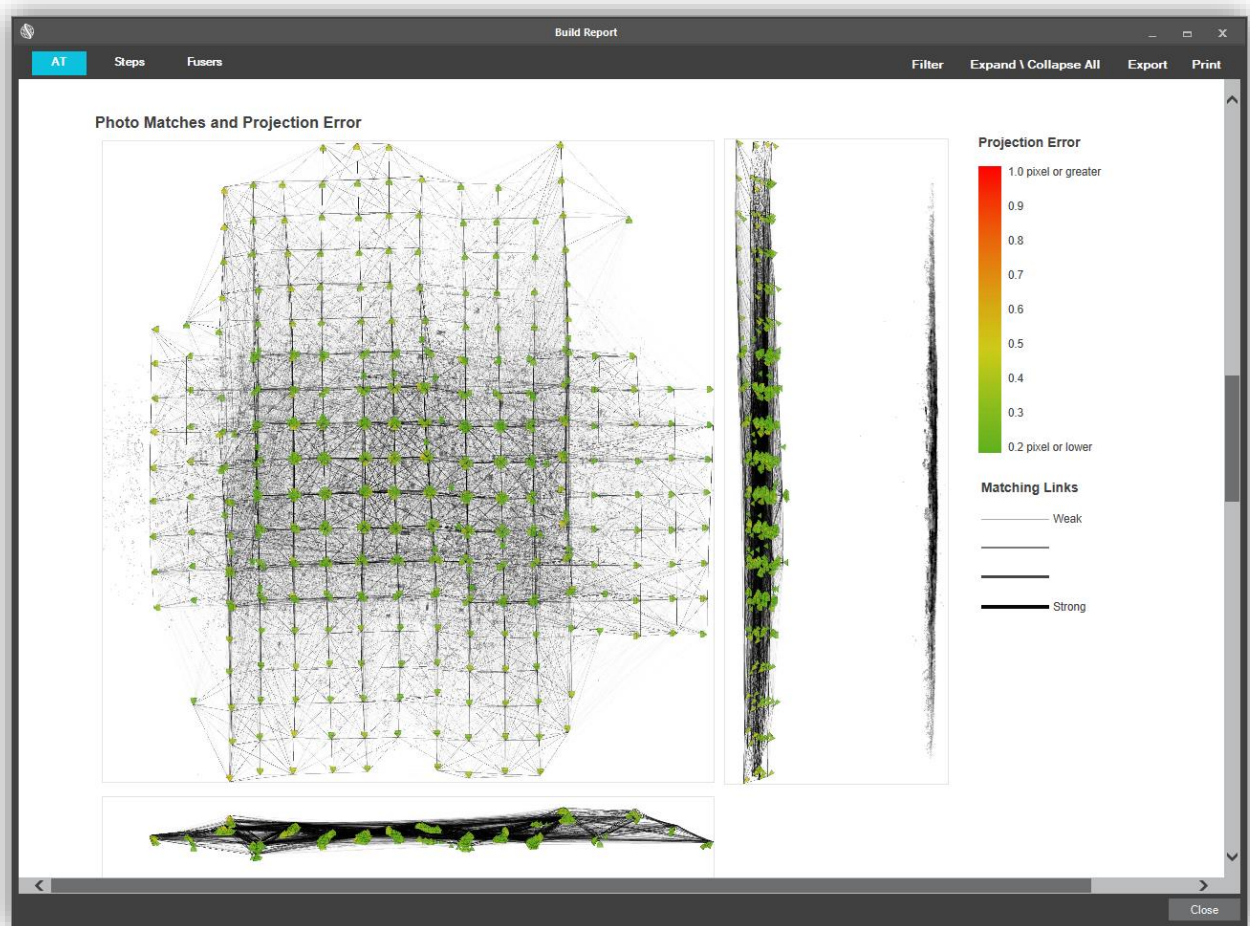 Build Report
AT Steps Fusers Filter Expand \ Collapse All Export Print
Photo Matches and Projection Error
Projection Error
1.0 pixel or greater
0.9
0.8
0.7
0.6
0.5
0.4
0.3
0.2 pixel or lower
Matching Links
Weak
Strong
Close